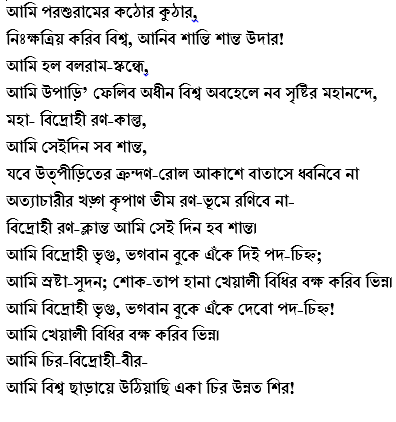 আমি পরশুরামের কঠোর কুঠার,
নিঃক্ষত্রিয় করিব বিশ্ব, আনিব শান্তি শান্ত উদার!
আমি হল বলরাম-স্কন্ধে,
আমি উপাড়ি’ ফেলিব অধীন বিশ্ব অবহেলে নব সৃষ্টির মহানন্দে,
মহা- বিদ্রোহী রণ-কান্ত,
আমি সেইদিন সব শান্ত,
যবে উত্পীড়িতের ক্রন্দণ-রোল আকাশে বাতাসে ধ্বনিবে না
অত্যাচারীর খড়গ কৃপাণ ভীম রণ-ভূমে রণিবে না-
বিদ্রোহী রণ-ক্লান্ত আমি সেই দিন হব শান্ত।
আমি বিদ্রোহী ভৃগু, ভগবান বুকে এঁকে দিই পদ-চিহ্ন;
আমি স্রষ্টা-সুদন; শোক-তাপ হানা খেয়ালী বিধির বক্ষ করিব ভিন্ন।
আমি বিদ্রোহী ভৃগু, ভগবান বুকে এঁকে দেবো পদ-চিহ্ন!
আমি খেয়ালী বিধির বক্ষ করিব ভিন্ন।
আমি চির-বিদ্রোহী-বীর-
আমি বিশ্ব ছাড়ায়ে উঠিয়াছি একা চির উন্নত শির!